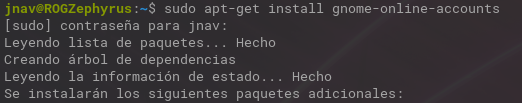 jnav@ROGZephyrus:~$ sudo apt-get install gnome-online-accounts
[sudo] contraseña para jnav:
Leyendo lista de paquetes... Hecho
Creando árbol de dependencias
Leyendo la información de estado... Hecho
Se instalarán los siguientes paquetes adicionales: